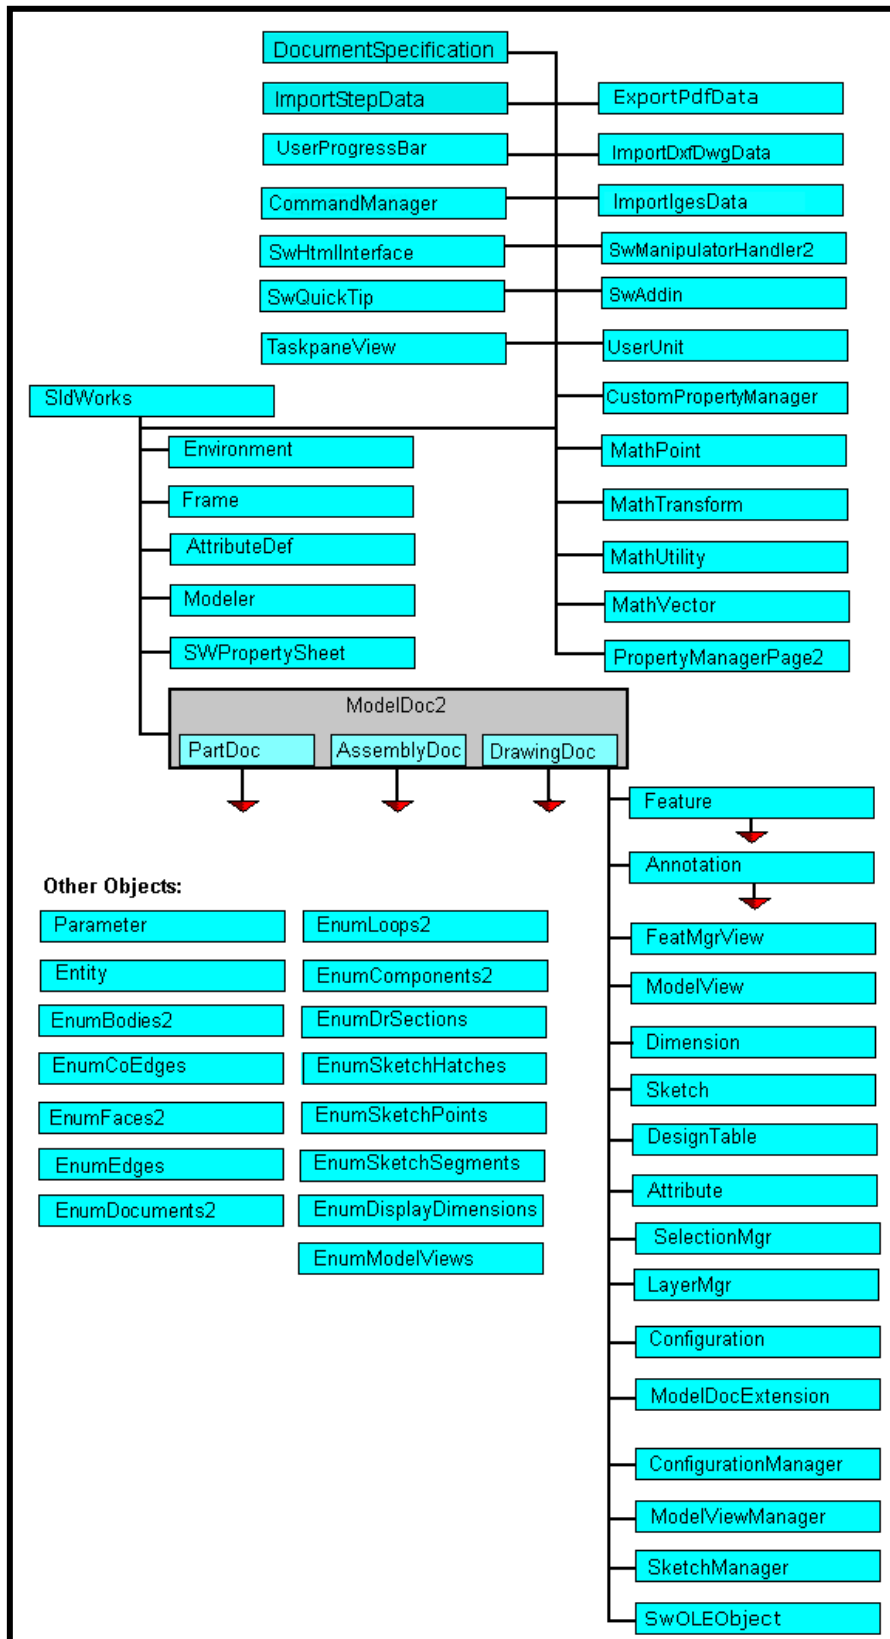 DocumentSpecification
ImportStepData
ExportPdfData
UserProgressBar
ImportDxfDwgData
CommandManager
ImportIgesData
SwHtmlInterface
SwManipulatorHandler2
SwQuickTip
SwAddin
TaskpaneView
UserUnit
SldWorks
CustomPropertyManager
Environment
MathPoint
Frame
MathTransform
AttributeDef
MathUtility
Modeler
MathVector
SWPropertySheet
PropertyManagerPage2
ModelDoc2
PartDoc
AssemblyDoc
DrawingDoc
Feature
Annotation
FeatMgrView
ModelView
Dimension
Sketch
DesignTable
Attribute
SelectionMgr
LayerMgr
Configuration
ModelDocExtension
ConfigurationManager
ModelViewManager
SketchManager
SwOLEObject
Other Objects:
Parameter
Entity
EnumBodies2
EnumCoEdges
EnumFaces2
EnumEdges
EnumDocuments2
EnumLoops2
EnumComponents2
EnumDrSections
EnumSketchHatches
EnumSketchPoints
EnumSketchSegments
EnumDisplayDimensions
EnumModelViews